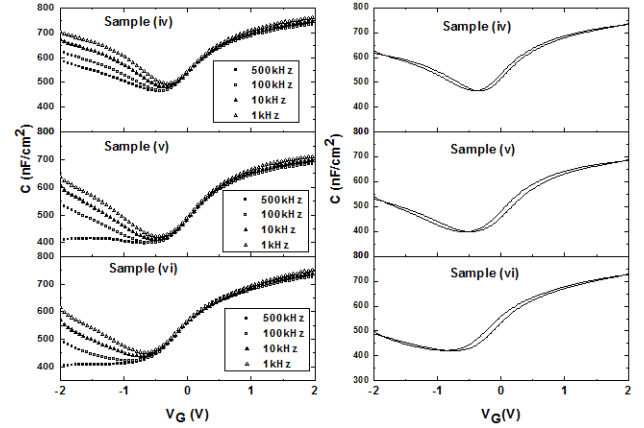 800
700
600
500
400
Sample (iv)
500kHz
100kHz
10kHz
1kHz
800
700
600
500
400
Sample (v)
500kHz
100kHz
10kHz
1kHz
800
700
600
500
400
Sample (vi)
500kHz
100kHz
10kHz
1kHz
-2 -1 0 1 2
C (nF/cm²)
V_G (V)
800
700
600
500
400
Sample (iv)
800
700
600
500
400
Sample (v)
800
700
600
500
400
300
Sample (vi)
-2 -1 0 1 2
C (nF/cm²)
V_G(V)